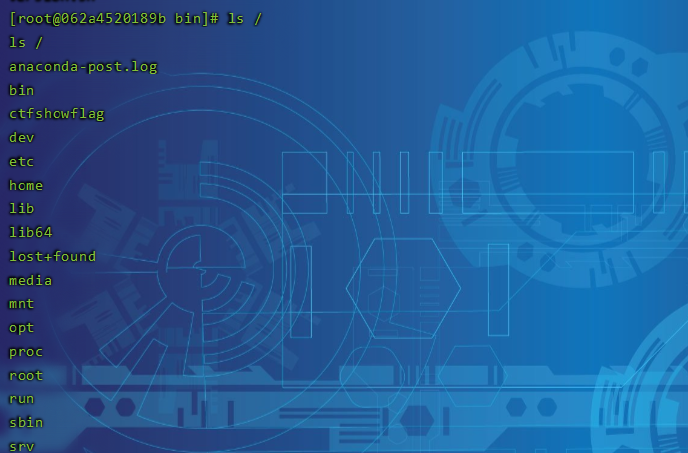 [root@062a4520189b bin]# ls /
ls /
anaconda-post.log
bin
ctfshowflag
dev
etc
home
lib
lib64
lost+found
media
mnt
opt
proc
root
run
sbin
srv